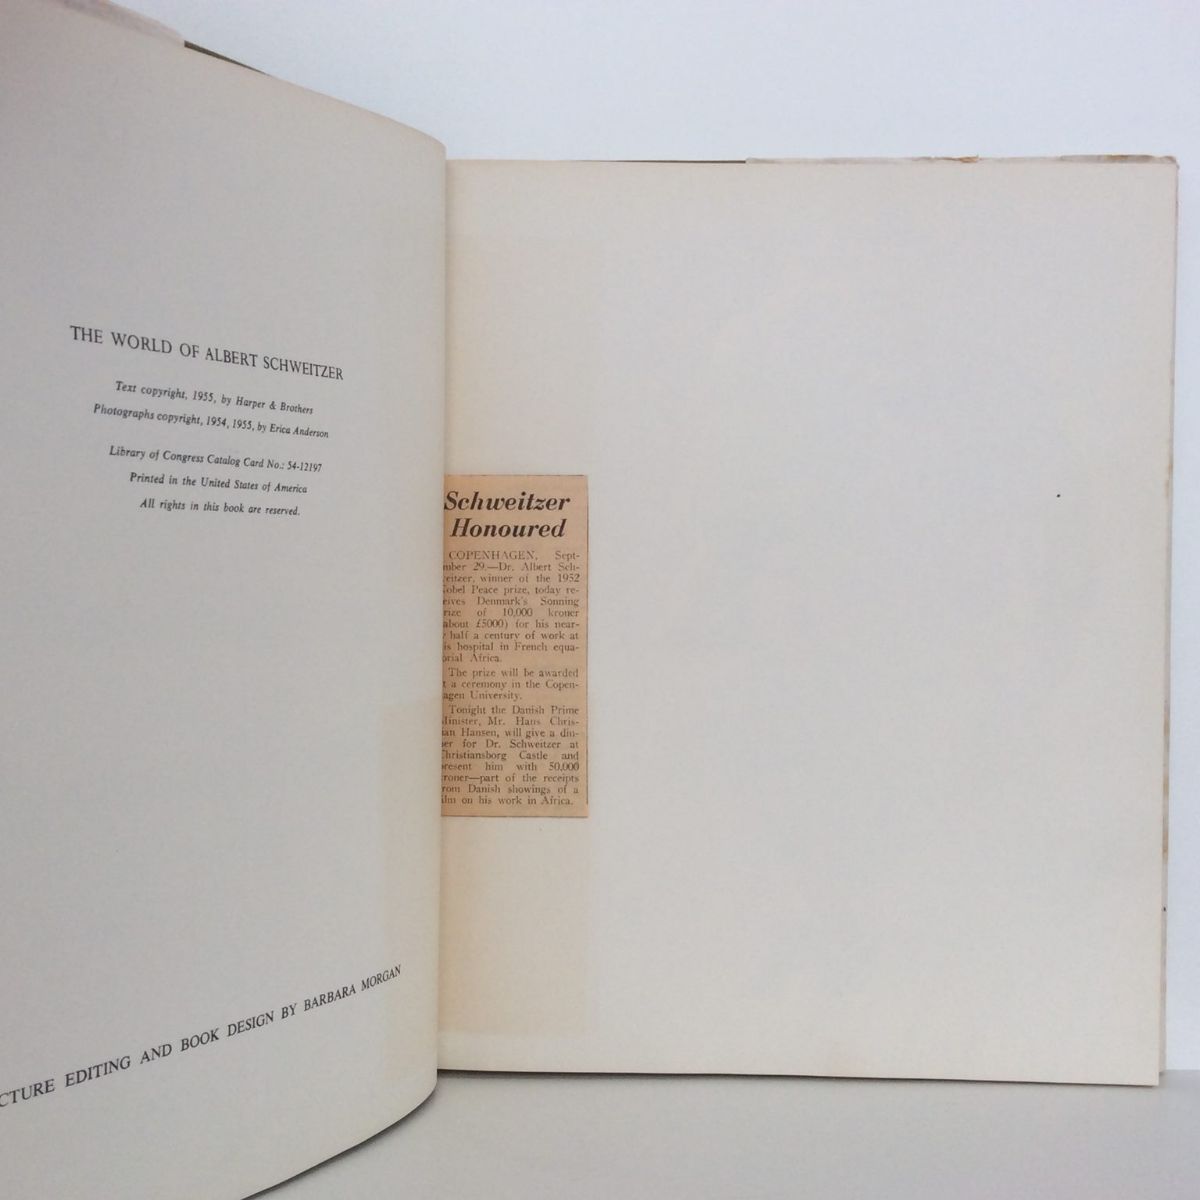 THE WORLD OF ALBERT SCHWEITZER
Text copyright, 1955, by Harper & Brothers
Photographs copyright, 1954, 1955, by Erica Anderson
Library of Congress Catalog Card No.: 54-12197
Printed in the United States of America
All rights in this book are reserved.
CTURE EDITING AND BOOK DESIGN BY BARBARA MORGAN
Schweitzer
Honoured
COPENHAGEN, Sept-
mber 29.—Dr. Albert Sch-
eitzer, winner of the 1952
obel Peace prize, today re-
eives Denmark's Sonning
rize of 10,000 kroner
about £5000) for his near-
half a century of work at
is hospital in French equa-
orial Africa.
The prize will be awarded
t a ceremony in the Copen-
agen University.
Tonight the Danish Prime
Minister, Mr. Hans Chris-
an Hansen, will give a din-
er for Dr. Schweitzer at
Christiansborg Castle and
present him with 50,000
roner—part of the receipts
rom Danish showings of a
ilm on his work in Africa.